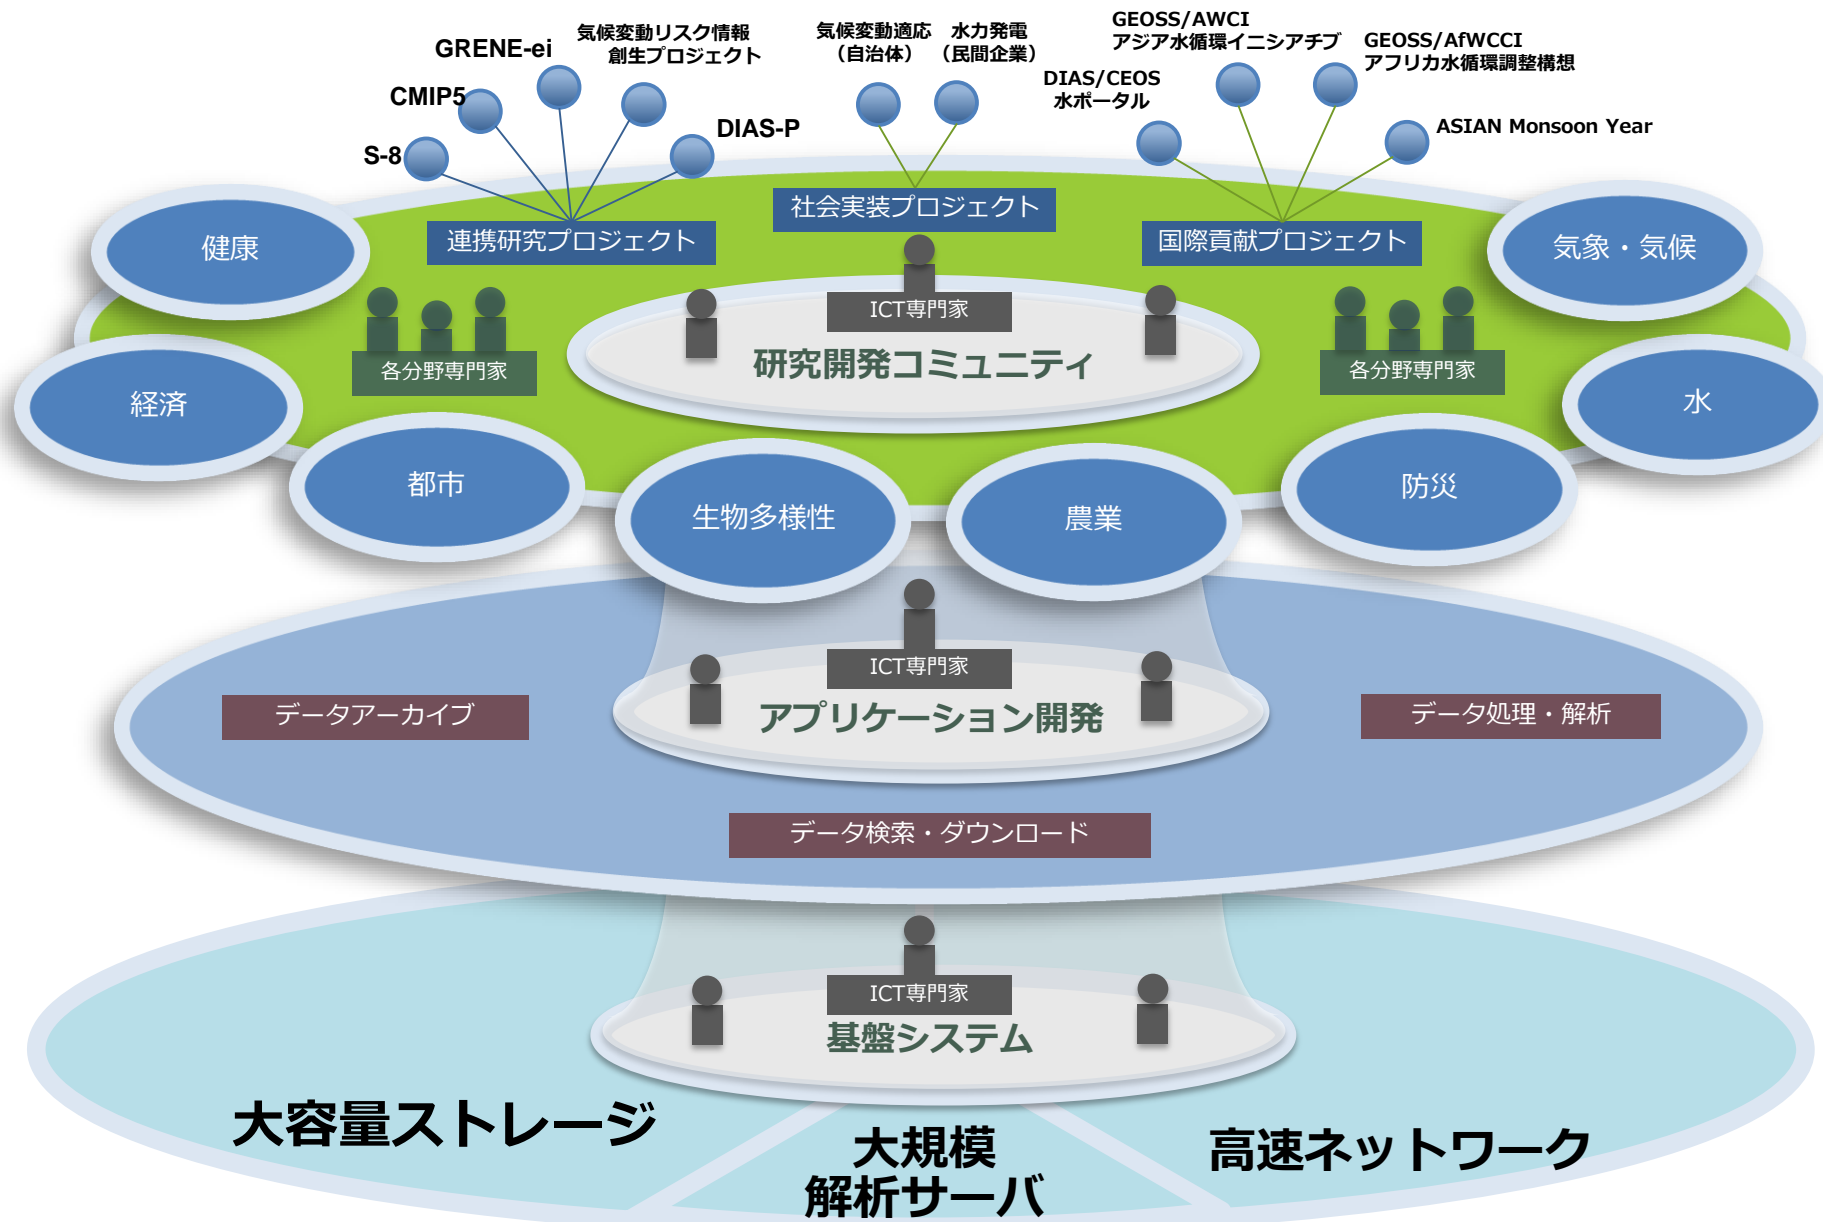 GRENE-ei
気候変動リスク情報
創生プロジェクト
CMIP5
S-8
DIAS-P
気候変動適応
（自治体）
水力発電
（民間企業）
GEOSS/AWCI
アジア水循環イニシアチブ
GEOSS/AfWCCI
アフリカ水循環調整構想
DIAS/CEOS
水ポータル
ASIAN Monsoon Year
連携研究プロジェクト
社会実装プロジェクト
国際貢献プロジェクト
健康
気象・気候
ICT専門家
研究開発コミュニティ
各分野専門家
各分野専門家
経済
水
都市
生物多様性
農業
防災
ICT専門家
アプリケーション開発
データアーカイブ
データ処理・解析
データ検索・ダウンロード
ICT専門家
基盤システム
大容量ストレージ
大規模
解析サーバ
高速ネットワーク